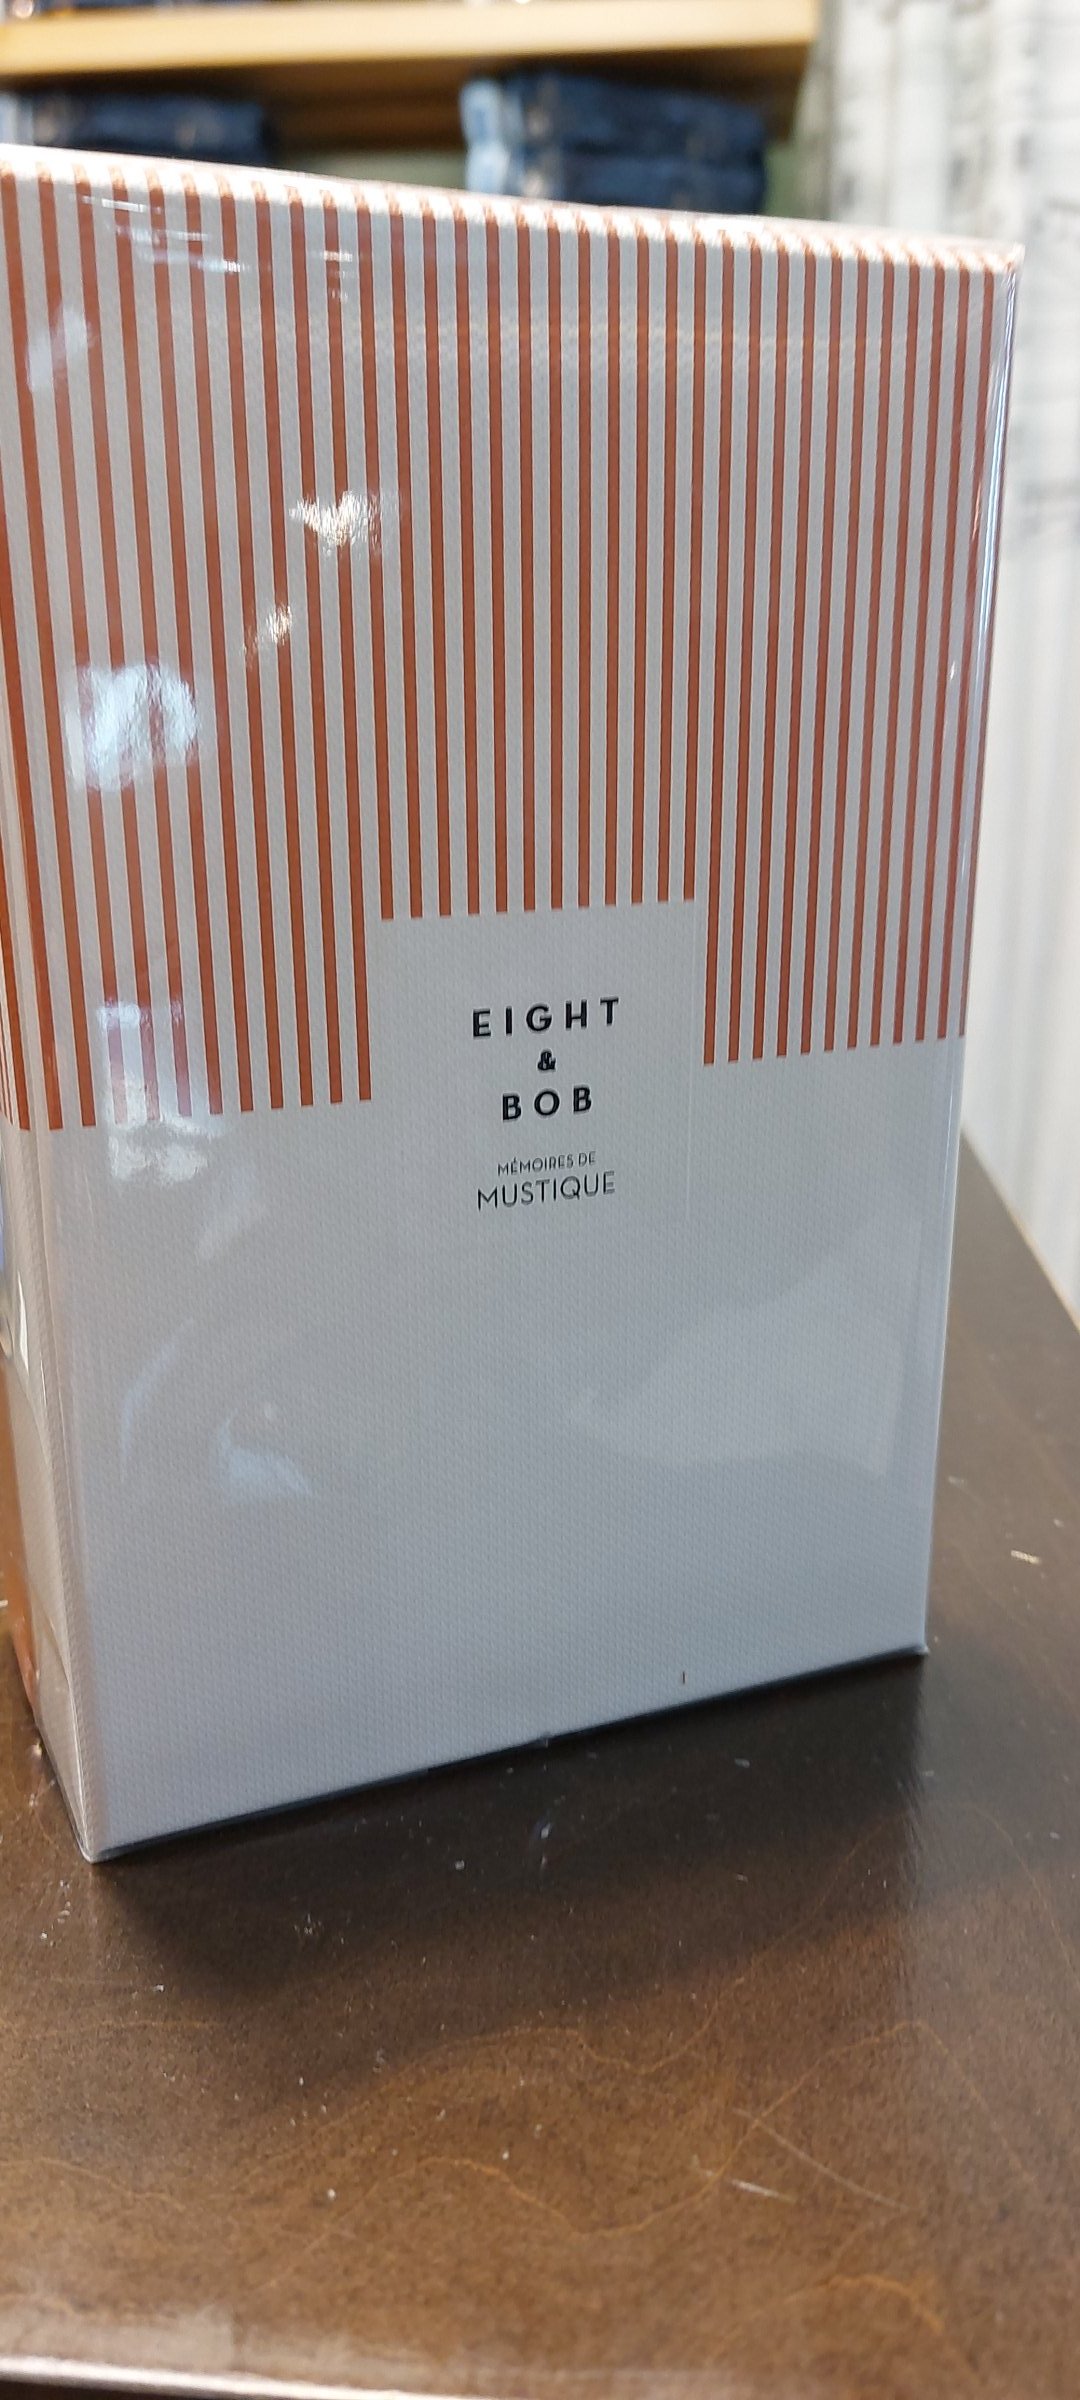 EIGHT
&
BOB
MÉMOIRES DE
MUSTIQUE